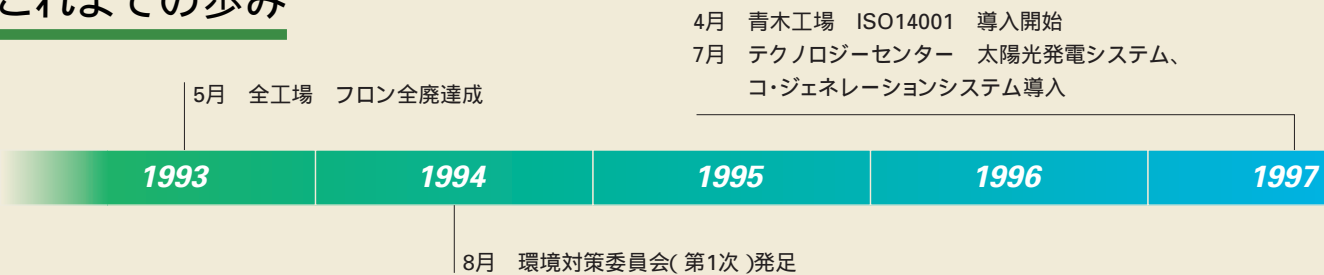 これまでの歩み
4月 青木工場 ISO14001 導入開始
7月 テクノロジーセンター 太陽光発電システム、
コ・ジェネレーションシステム導入
5月 全工場 フロン全廃達成
1993 1994 1995 1996 1997
8月 環境対策委員会(第1次)発足